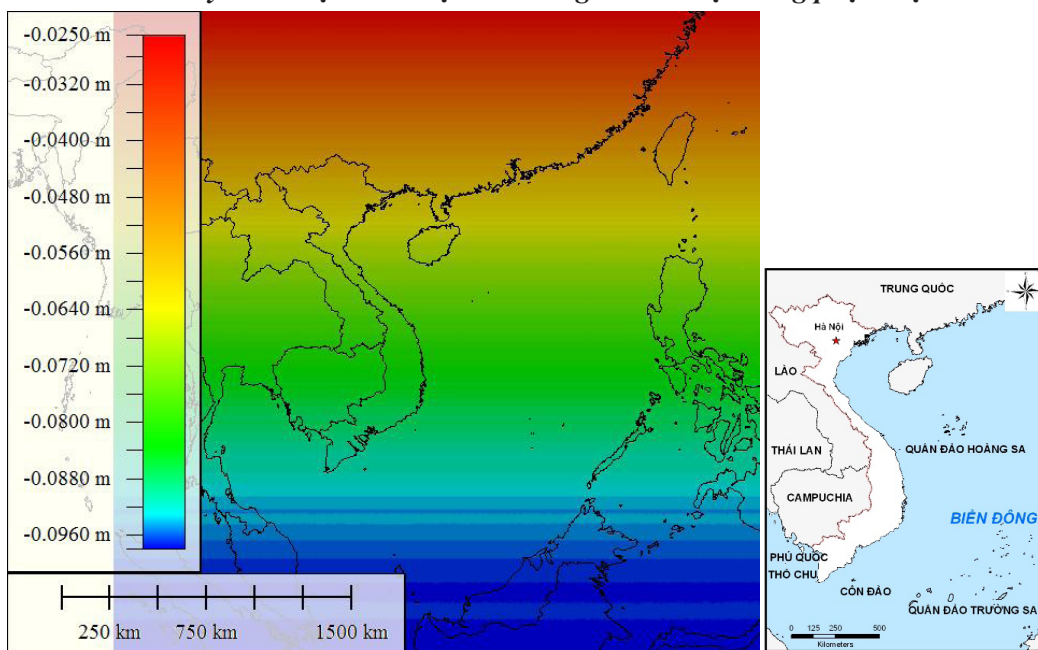 -0.0250 m
-0.0320 m
-0.0400 m
-0.0480 m
-0.0560 m
-0.0640 m
-0.0720 m
-0.0800 m
-0.0880 m
-0.0960 m
250 km 750 km 1500 km
TRUNG QUỐC
Hà Nội
LÀO
QUẦN ĐẢO HOÀNG SA
THÁI LAN
CAMPUCHIA
BIỂN ĐÔNG
PHÚ QUỐC
THỔ CHU
CÔN ĐẢO
QUẦN ĐẢO TRƯỜNG SA
0 125 250 500
Kilometers